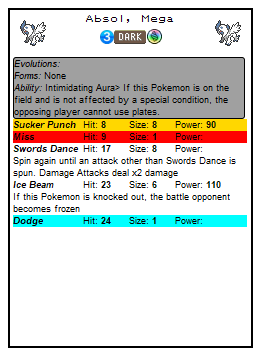 Absol, Mega
3 DARK
Evolutions:
Forms: None
Ability: Intimidating Aura> If this Pokemon is on the
field and is not affected by a special condition, the
opposing player cannot use plates.
Sucker Punch Hit: 8 Size: 8 Power: 90
Miss Hit: 9 Size: 1 Power:
Swords Dance Hit: 17 Size: 8 Power:
Spin again until an attack other than Swords Dance is
spun. Damage Attacks deal x2 damage
Ice Beam Hit: 23 Size: 6 Power: 110
If this Pokemon is knocked out, the battle opponent
becomes frozen
Dodge Hit: 24 Size: 1 Power: